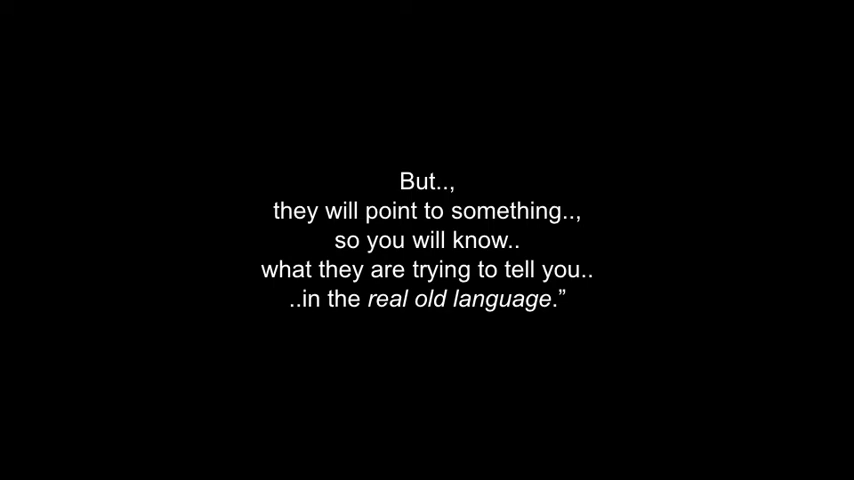 But..,
they will point to something..,
so you will know..
what they are trying to tell you..
..in the real old language.”